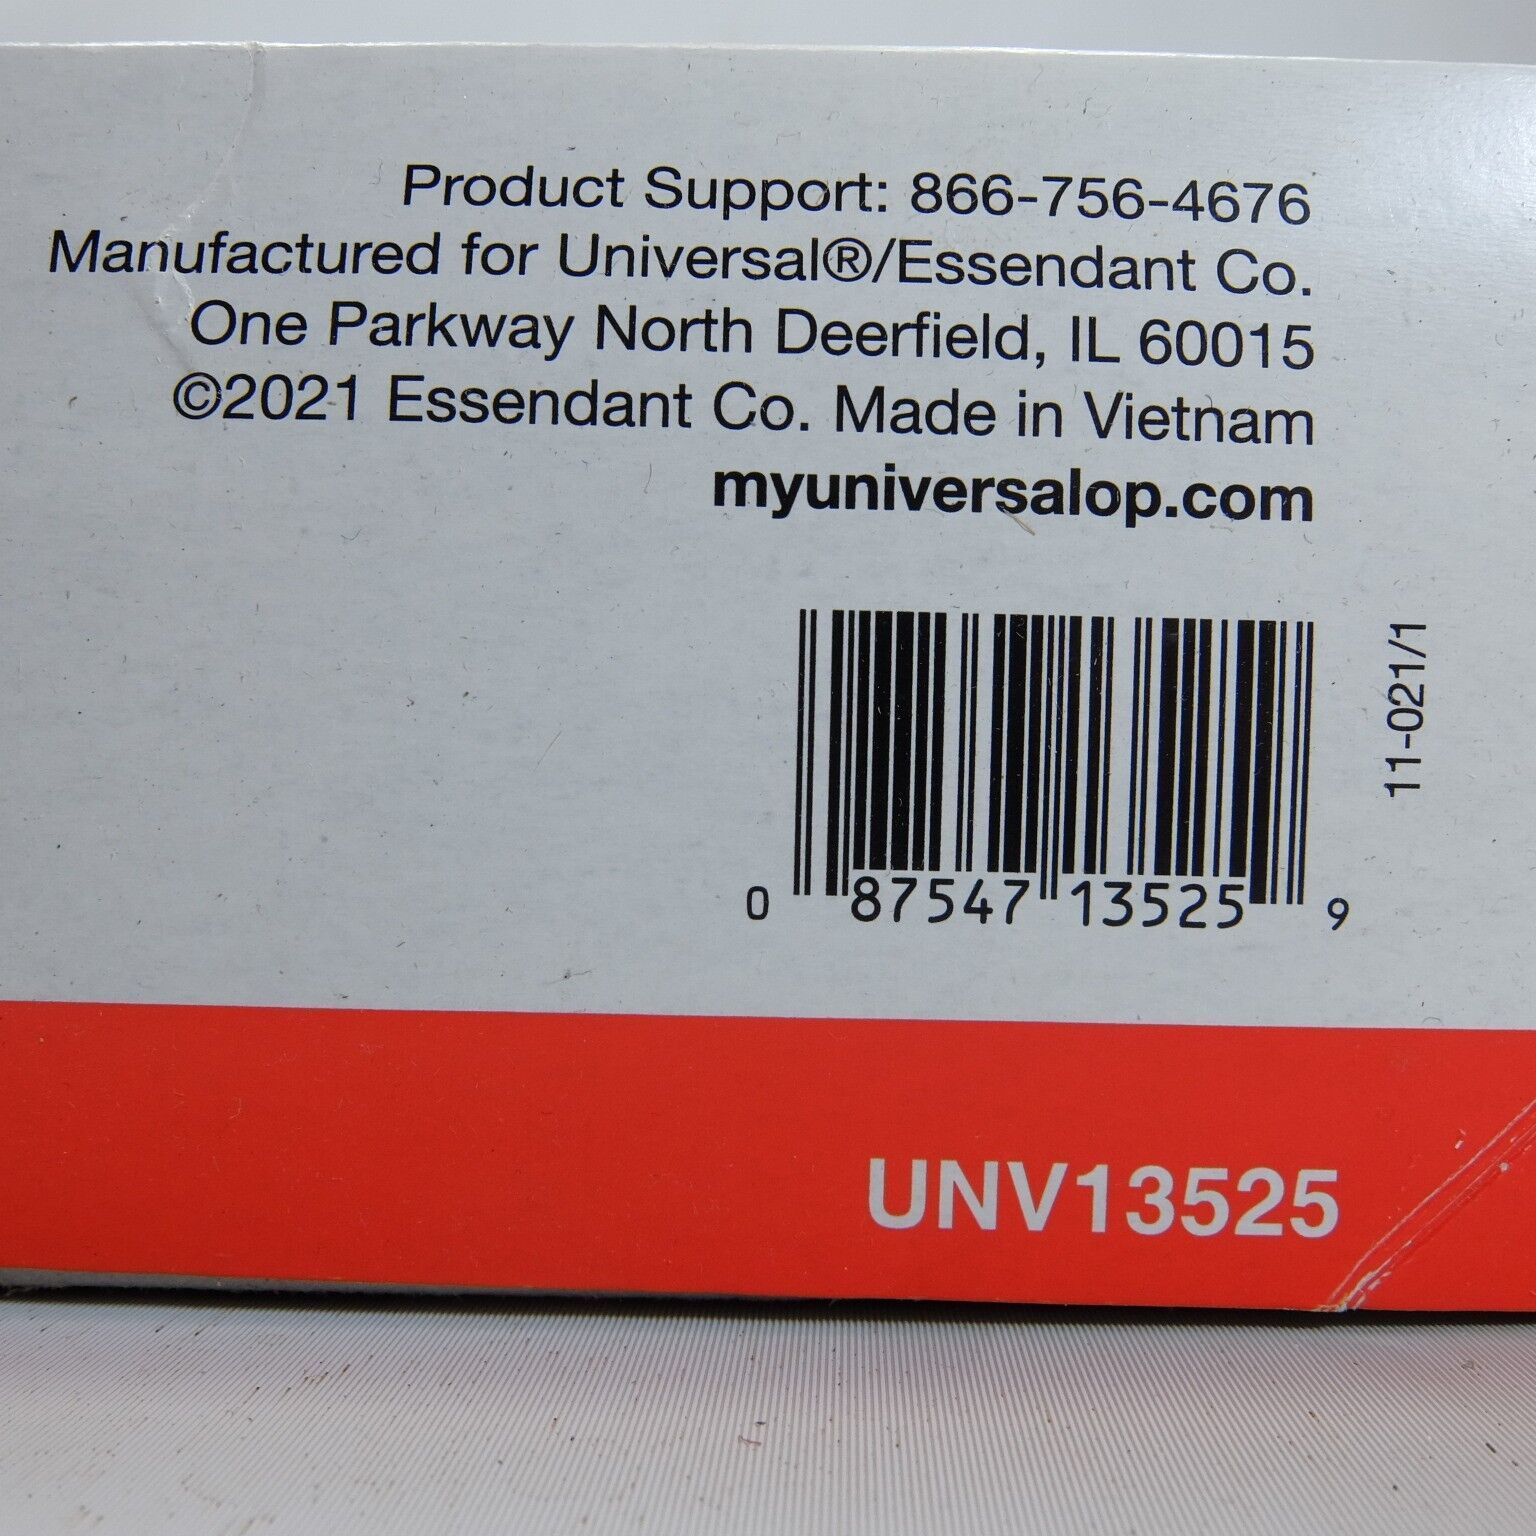 Product Support: 866-756-4676
Manufactured for Universal®/Essendant Co.
One Parkway North Deerfield, IL 60015
©2021 Essendant Co. Made in Vietnam
myuniversalop.com
11-021/1
0 87547 13525 9
UNV13525